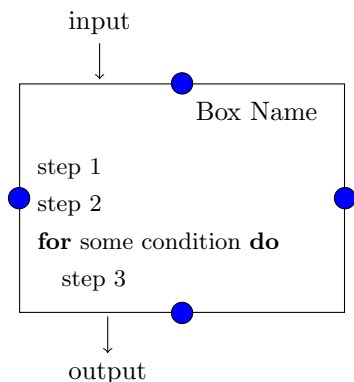 input
Box Name
step 1
step 2
for some condition do
step 3
output